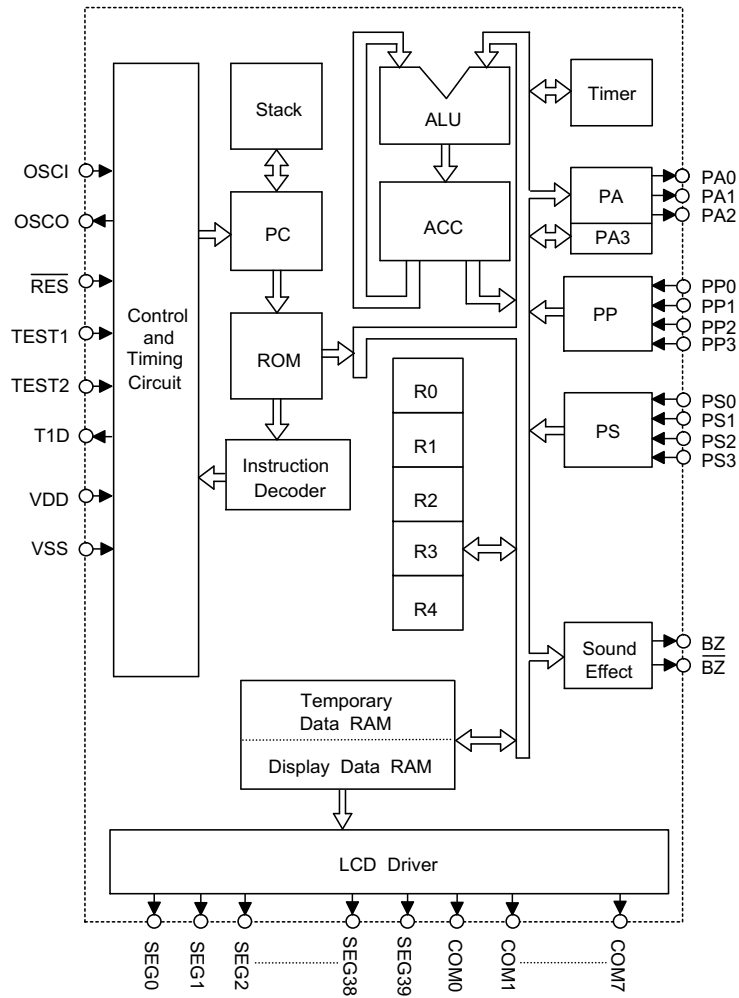 Stack
Timer
ALU
OSCI
PA
PA0
PA1
PA2
OSCO
PC
ACC
PA3
RES
PP0
PP1
PP2
PP3
PP
Control
and
Timing
Circuit
TEST1
ROM
TEST2
R0
PS0
PS1
PS2
PS3
PS
T1D
R1
Instruction
Decoder
VDD
R2
VSS
R3
R4
Sound
Effect
BZ
BZ
Temporary
Data RAM
Display Data RAM
LCD Driver
SEG0
SEG1
SEG2
SEG38
SEG39
COM0
COM1
COM7